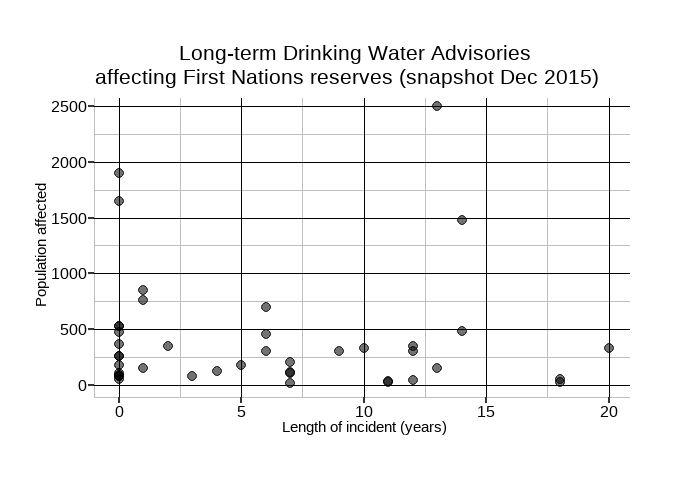 Long-term Drinking Water Advisories
affecting First Nations reserves (snapshot Dec 2015)
2500
2000
1500
1000
500
0
Population affected
0 5 10 15 20
Length of incident (years)